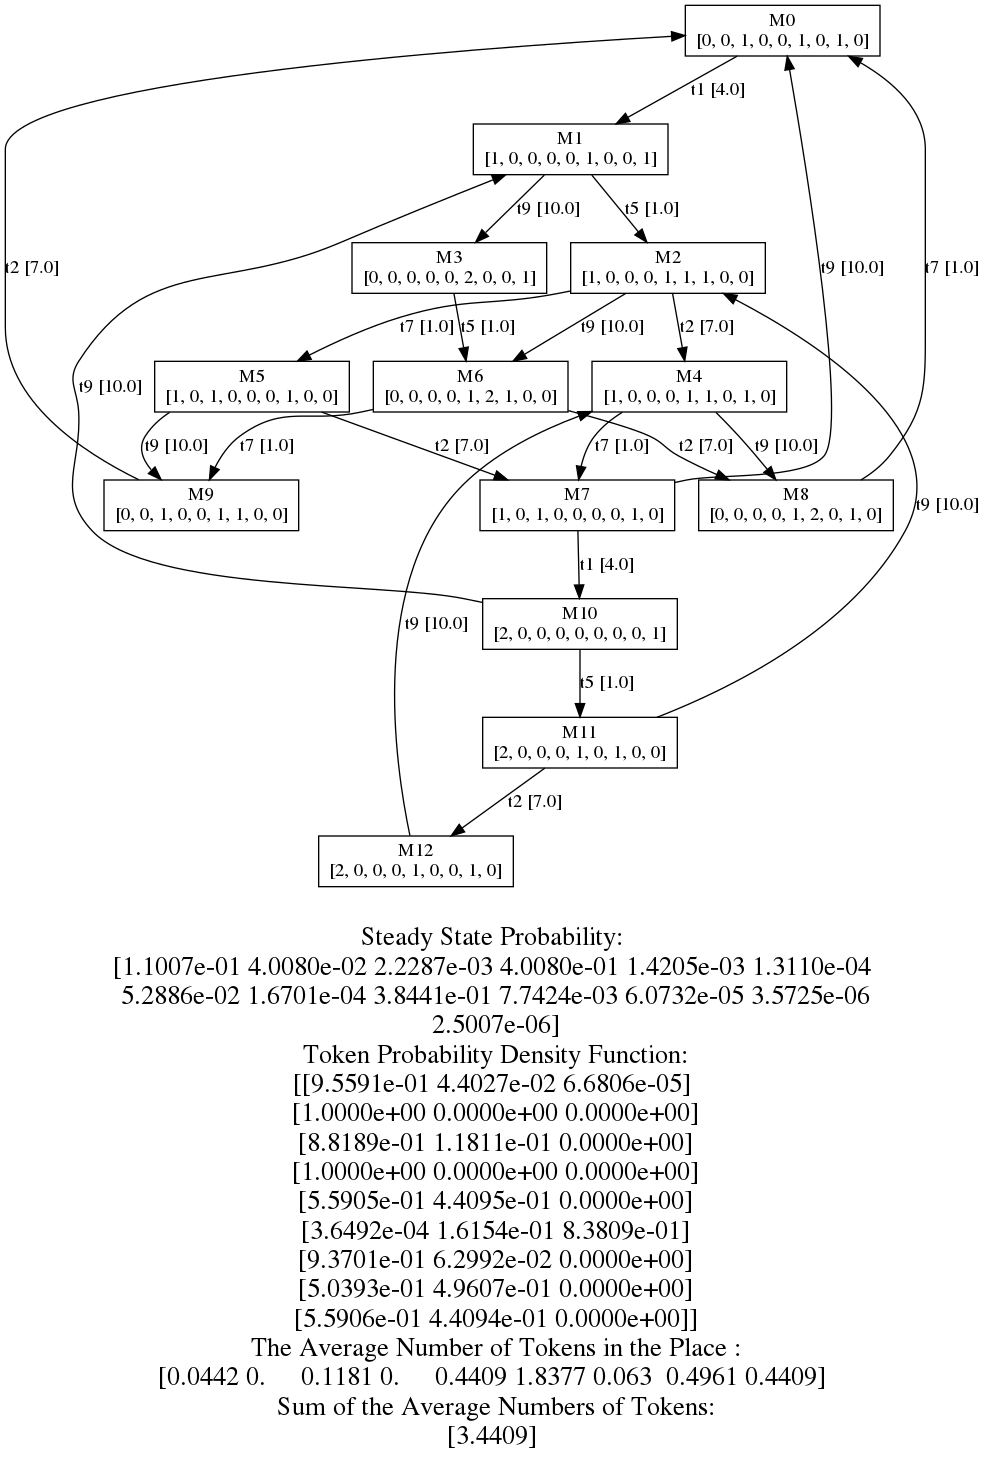 M0
[0, 0, 1, 0, 0, 1, 0, 1, 0]
t1 [4.0]
M1
[1, 0, 0, 0, 0, 1, 0, 0, 1]
t9 [10.0]
t5 [1.0]
M3
[0, 0, 0, 0, 0, 2, 0, 0, 1]
M2
[1, 0, 0, 0, 1, 1, 1, 0, 0]
t2 [7.0]
t9 [10.0]
t7 [1.0]
t7 [1.0]
t5 [1.0]
t9 [10.0]
t2 [7.0]
M5
[1, 0, 1, 0, 0, 0, 1, 0, 0]
M6
[0, 0, 0, 0, 1, 2, 1, 0, 0]
M4
[1, 0, 0, 0, 1, 1, 0, 1, 0]
t9 [10.0]
t9 [10.0]
t7 [1.0]
t2 [7.0]
t7 [1.0]
t2 [7.0]
t9 [10.0]
M9
[0, 0, 1, 0, 0, 1, 1, 0, 0]
M7
[1, 0, 1, 0, 0, 0, 0, 1, 0]
M8
[0, 0, 0, 0, 1, 2, 0, 1, 0]
t9 [10.0]
t1 [4.0]
M10
[2, 0, 0, 0, 0, 0, 0, 0, 1]
t9 [10.0]
t5 [1.0]
M11
[2, 0, 0, 0, 1, 0, 1, 0, 0]
t2 [7.0]
M12
[2, 0, 0, 0, 1, 0, 0, 1, 0]
Steady State Probability:
[1.1007e-01 4.0080e-02 2.2287e-03 4.0080e-01 1.4205e-03 1.3110e-04
5.2886e-02 1.6701e-04 3.8441e-01 7.7424e-03 6.0732e-05 3.5725e-06
2.5007e-06]
Token Probability Density Function:
[[9.5591e-01 4.4027e-02 6.6806e-05]
[1.0000e+00 0.0000e+00 0.0000e+00]
[8.8189e-01 1.1811e-01 0.0000e+00]
[1.0000e+00 0.0000e+00 0.0000e+00]
[5.5905e-01 4.4095e-01 0.0000e+00]
[3.6492e-04 1.6154e-01 8.3809e-01]
[9.3701e-01 6.2992e-02 0.0000e+00]
[5.0393e-01 4.9607e-01 0.0000e+00]
[5.5906e-01 4.4094e-01 0.0000e+00]]
The Average Number of Tokens in the Place :
[0.0442 0. 0.1181 0. 0.4409 1.8377 0.063 0.4961 0.4409]
Sum of the Average Numbers of Tokens:
[3.4409]